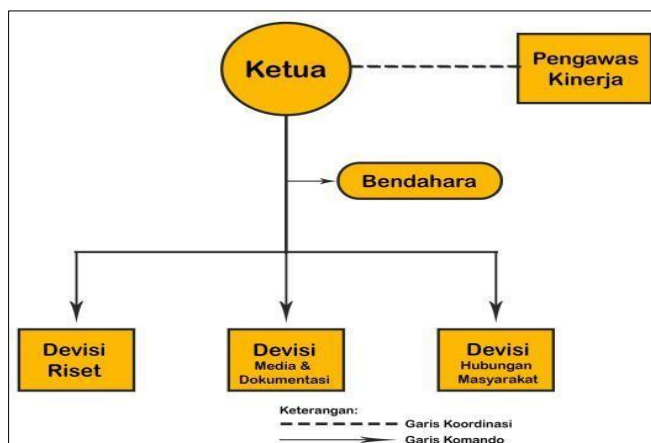 Ketua
Pengawas
Kinerja
Bendahara
Devisi
Riset
Devisi
Media &
Dokumentasi
Devisi
Hubungan
Masyarakat
Keterangan:
Garis Koordinasi
Garis Komando